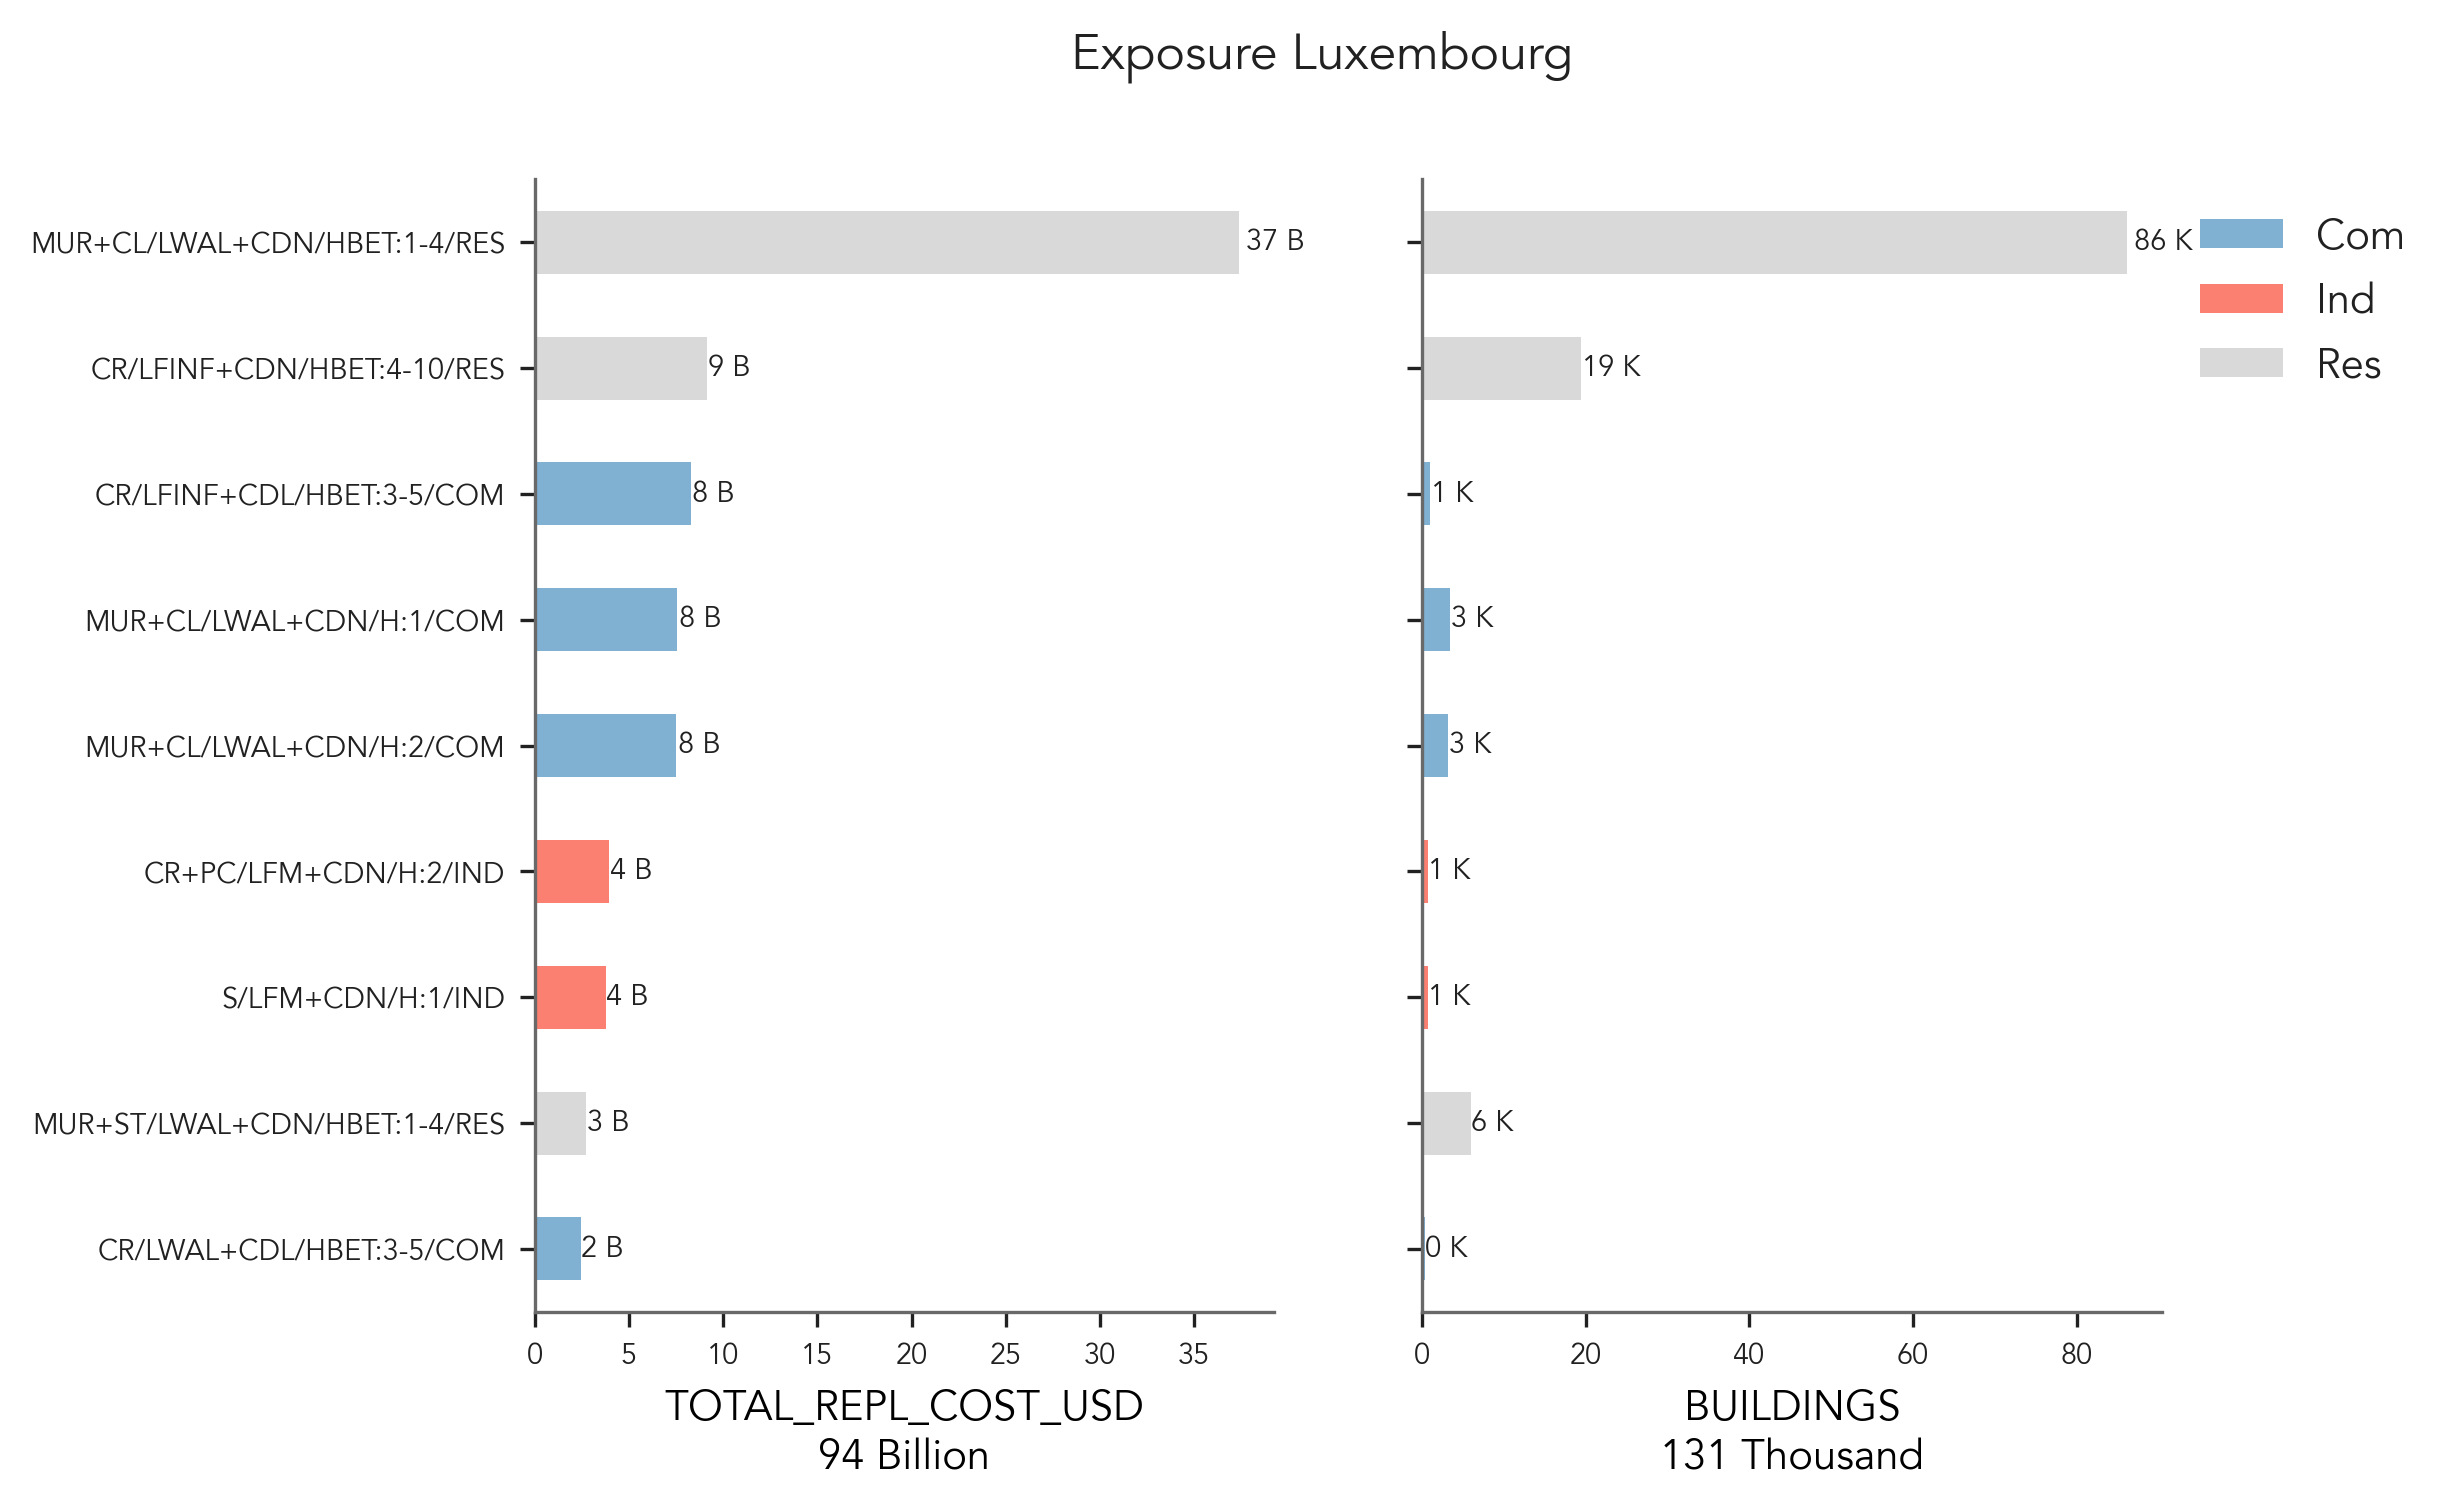 Exposure Luxembourg
MUR+CL/LWAL+CDN/HBET:1-4/RES 37 B 86 K Com
Ind
CR/LFINF+CDN/HBET:4-10/RES 9 B 19 K Res
CR/LFINF+CDL/HBET:3-5/COM 8 B 1 K
MUR+CL/LWAL+CDN/H:1/COM 8 B 3 K
MUR+CL/LWAL+CDN/H:2/COM 8 B 3 K
CR+PC/LFM+CDN/H:2/IND 4 B 1 K
S/LFM+CDN/H:1/IND 4 B 1 K
MUR+ST/LWAL+CDN/HBET:1-4/RES 3 B 6 K
CR/LWAL+CDL/HBET:3-5/COM 2 B 0 K
0 5 10 15 20 25 30 35 0 20 40 60 80
TOTAL_REPL_COST_USD BUILDINGS
94 Billion 131 Thousand